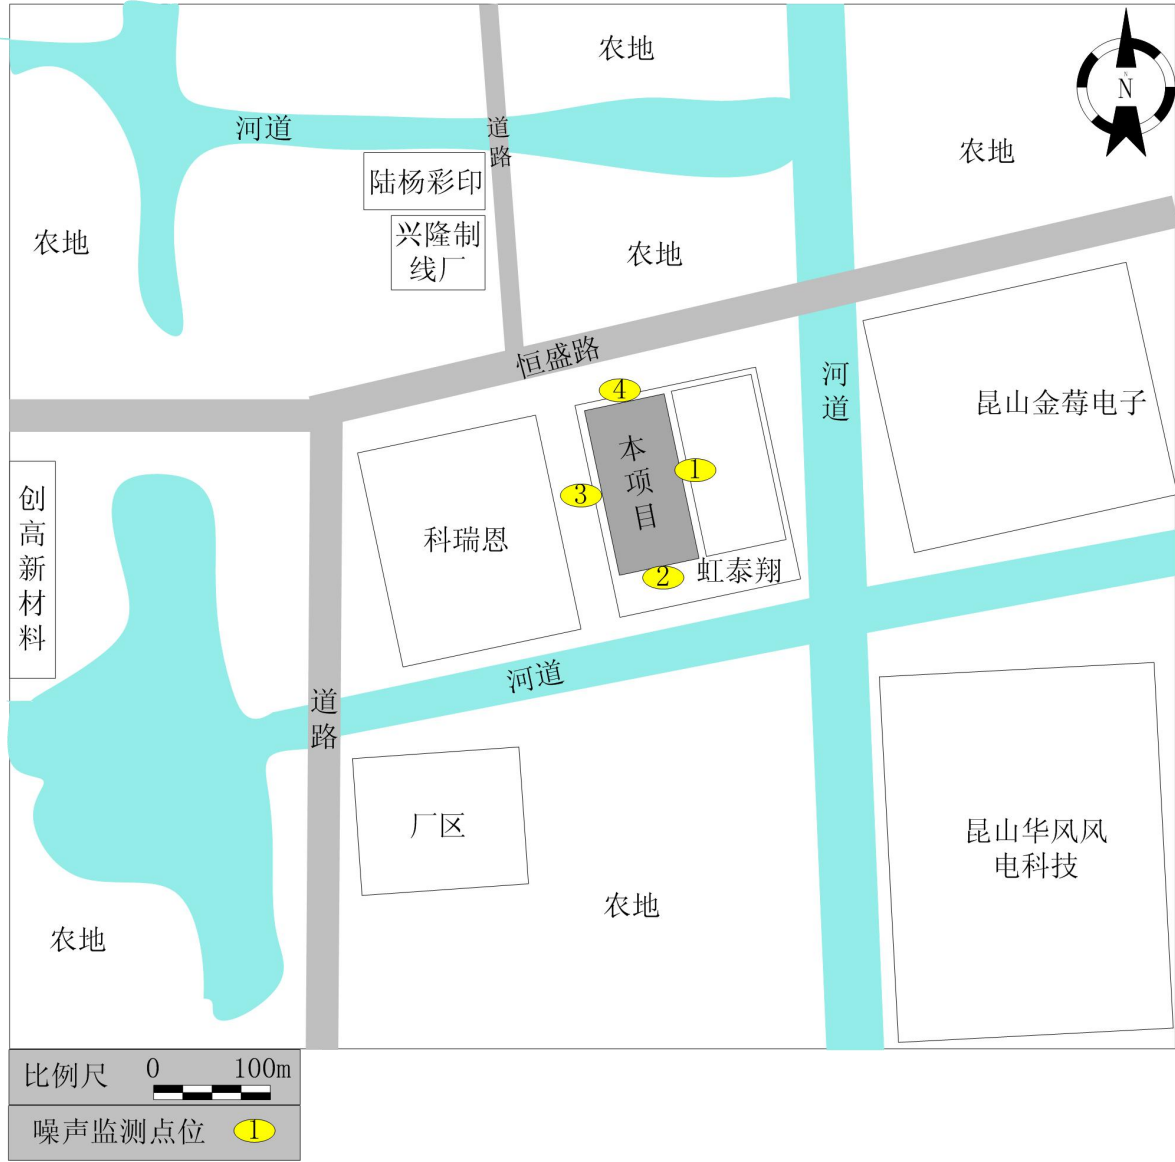 农地
N
河道
道路
农地
陆杨彩印
农地
兴隆制
线厂
农地
恒盛路
河道
4
昆山金莓电子
本项目
1
3
创高新材料
科瑞恩
虹泰翔
2
河道
道路
厂区
昆山华风风
电科技
农地
农地
比例尺
0
100m
噪声监测点位
1